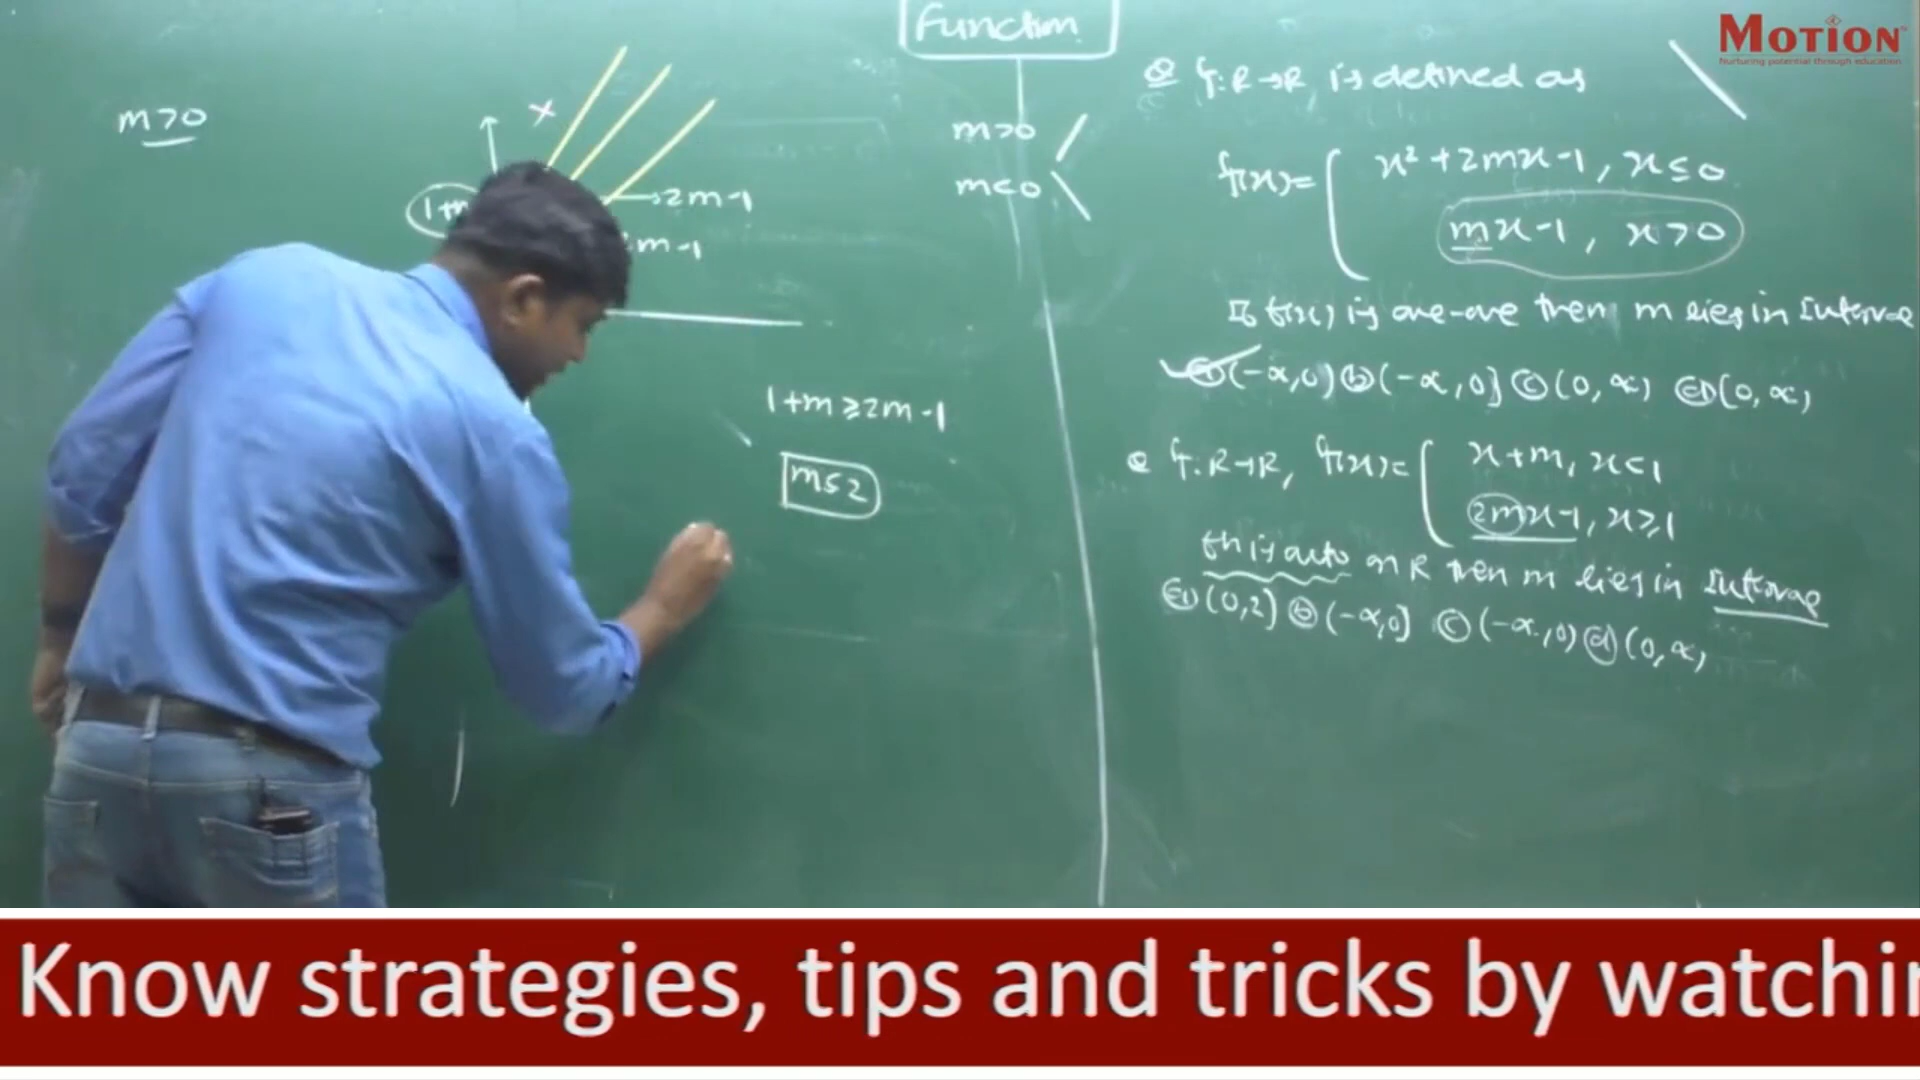 Function
MOTION
Nurturing potential through education
m>0
1+m
2m-1
m-1
1+m≥2m-1
m≤2
m>0
m<0
Q f:R→R is defined as
f(x)= x²+2mx-1, x≤0
mx-1, x>0
If f(x) is one-one then m lies in Interval
ⓐ(-∝,0) ⓑ(-∝,0] ⓒ(0,∝) ⓓ[0,∝)
Q f:R→R, f(x)= x+m, x<1
2mx-1, x≥1
on R then m lies in Interval
ⓐ(0,2] ⓑ(-∝,0] ⓒ(-∝,0) ⓓ(0,∝)
Know strategies, tips and tricks by watchin